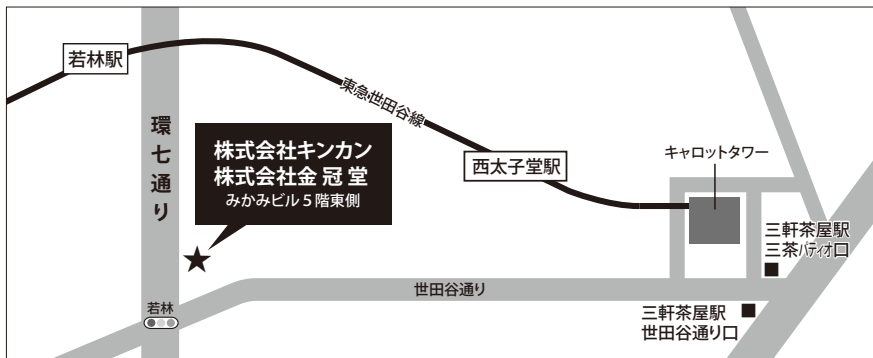 若林駅
東急世田谷線
環七通り
株式会社キンカン
株式会社金冠堂
みかみビル5階東側
西太子堂駅
キャロットタワー
三軒茶屋駅
三茶パティオ口
世田谷通り
若林
三軒茶屋駅
世田谷通り口